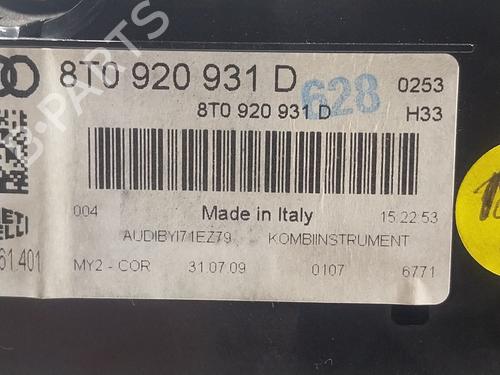 8T0 920 931 D
628
0253
8T0 920 931 D
H33
004
Made in Italy
15.22.53
AUDIBYI71EZ79
KOMBIINSTRUMENT
61.401
MY2 - COR
31.07.09
0107
6771
B-PARTS